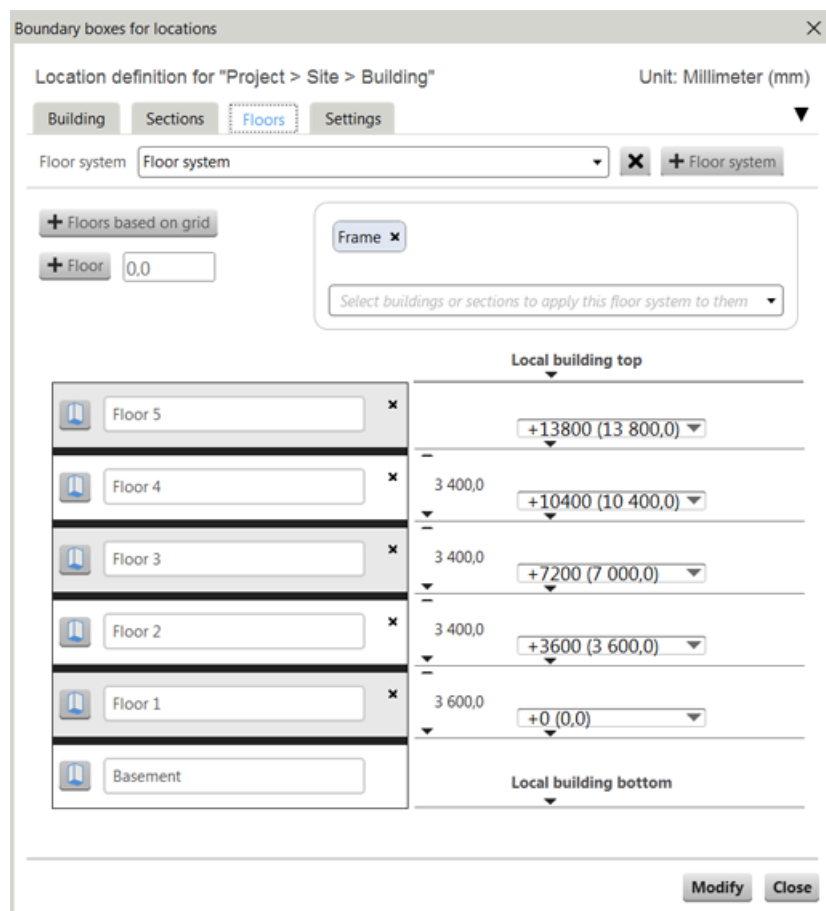 Boundary boxes for locations
Location definition for "Project > Site > Building" Unit: Millimeter (mm)
Building Sections Floors Settings
Floor system Floor system + Floor system
+ Floors based on grid
Frame
+ Floor 0,0
Select buildings or sections to apply this floor system to them
Local building top
Floor 5
+13800 (13 800,0)
Floor 4 3 400,0
+10400 (10 400,0)
Floor 3 3 400,0
+7200 (7 000,0)
Floor 2 3 400,0
+3600 (3 600,0)
Floor 1 3 600,0
+0 (0,0)
Basement
Local building bottom
Modify Close